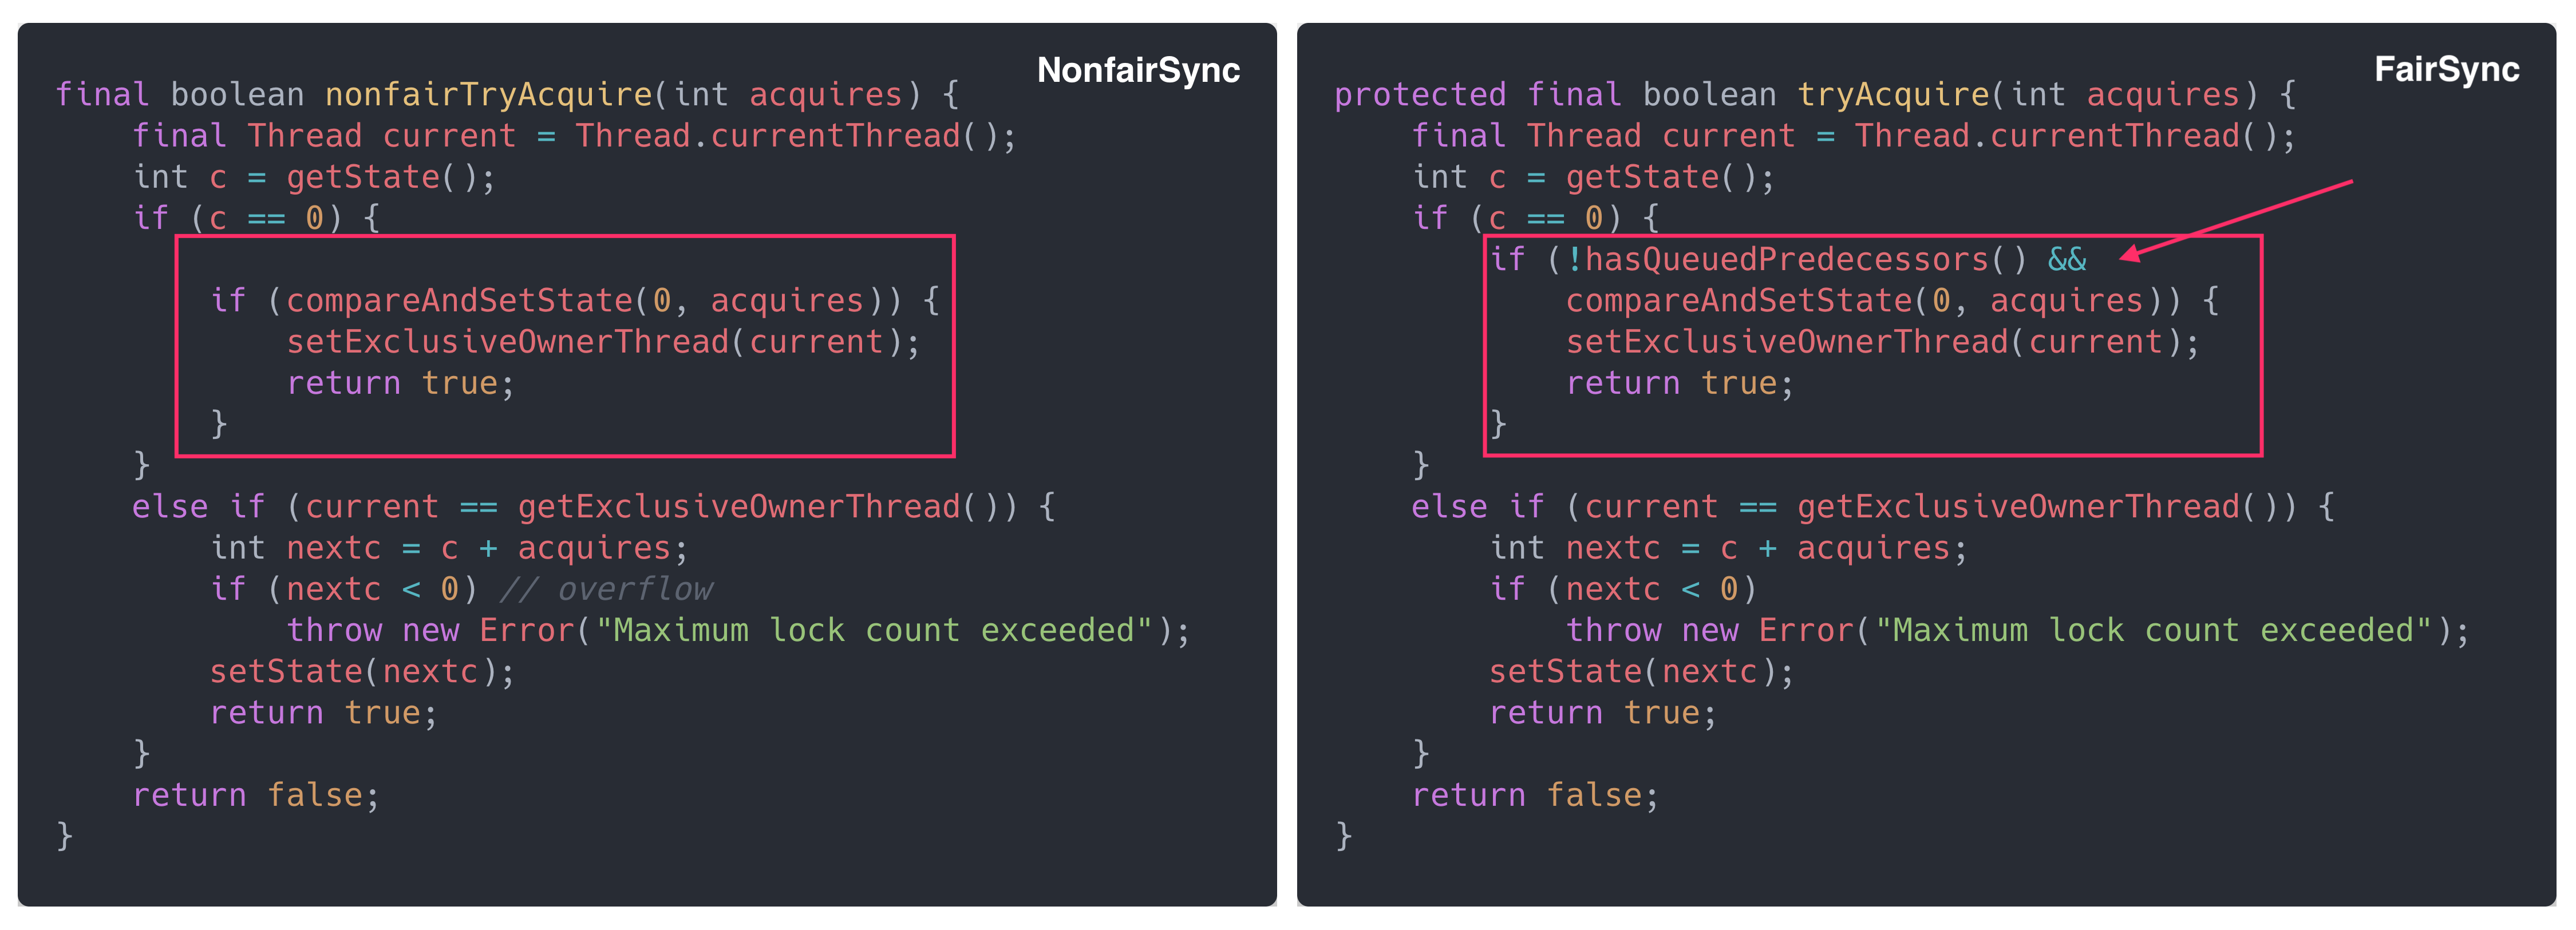 NonfairSync
final boolean nonfairTryAcquire(int acquires) {
    final Thread current = Thread.currentThread();
    int c = getState();
    if (c == 0) {
        if (compareAndSetState(0, acquires)) {
            setExclusiveOwnerThread(current);
            return true;
        }
    }
    else if (current == getExclusiveOwnerThread()) {
        int nextc = c + acquires;
        if (nextc < 0) // overflow
            throw new Error("Maximum lock count exceeded");
        setState(nextc);
        return true;
    }
    return false;
}
FairSync
protected final boolean tryAcquire(int acquires) {
    final Thread current = Thread.currentThread();
    int c = getState();
    if (c == 0) {
        if (!hasQueuedPredecessors() &&
            compareAndSetState(0, acquires)) {
            setExclusiveOwnerThread(current);
            return true;
        }
    }
    else if (current == getExclusiveOwnerThread()) {
        int nextc = c + acquires;
        if (nextc < 0)
            throw new Error("Maximum lock count exceeded");
        setState(nextc);
        return true;
    }
    return false;
}